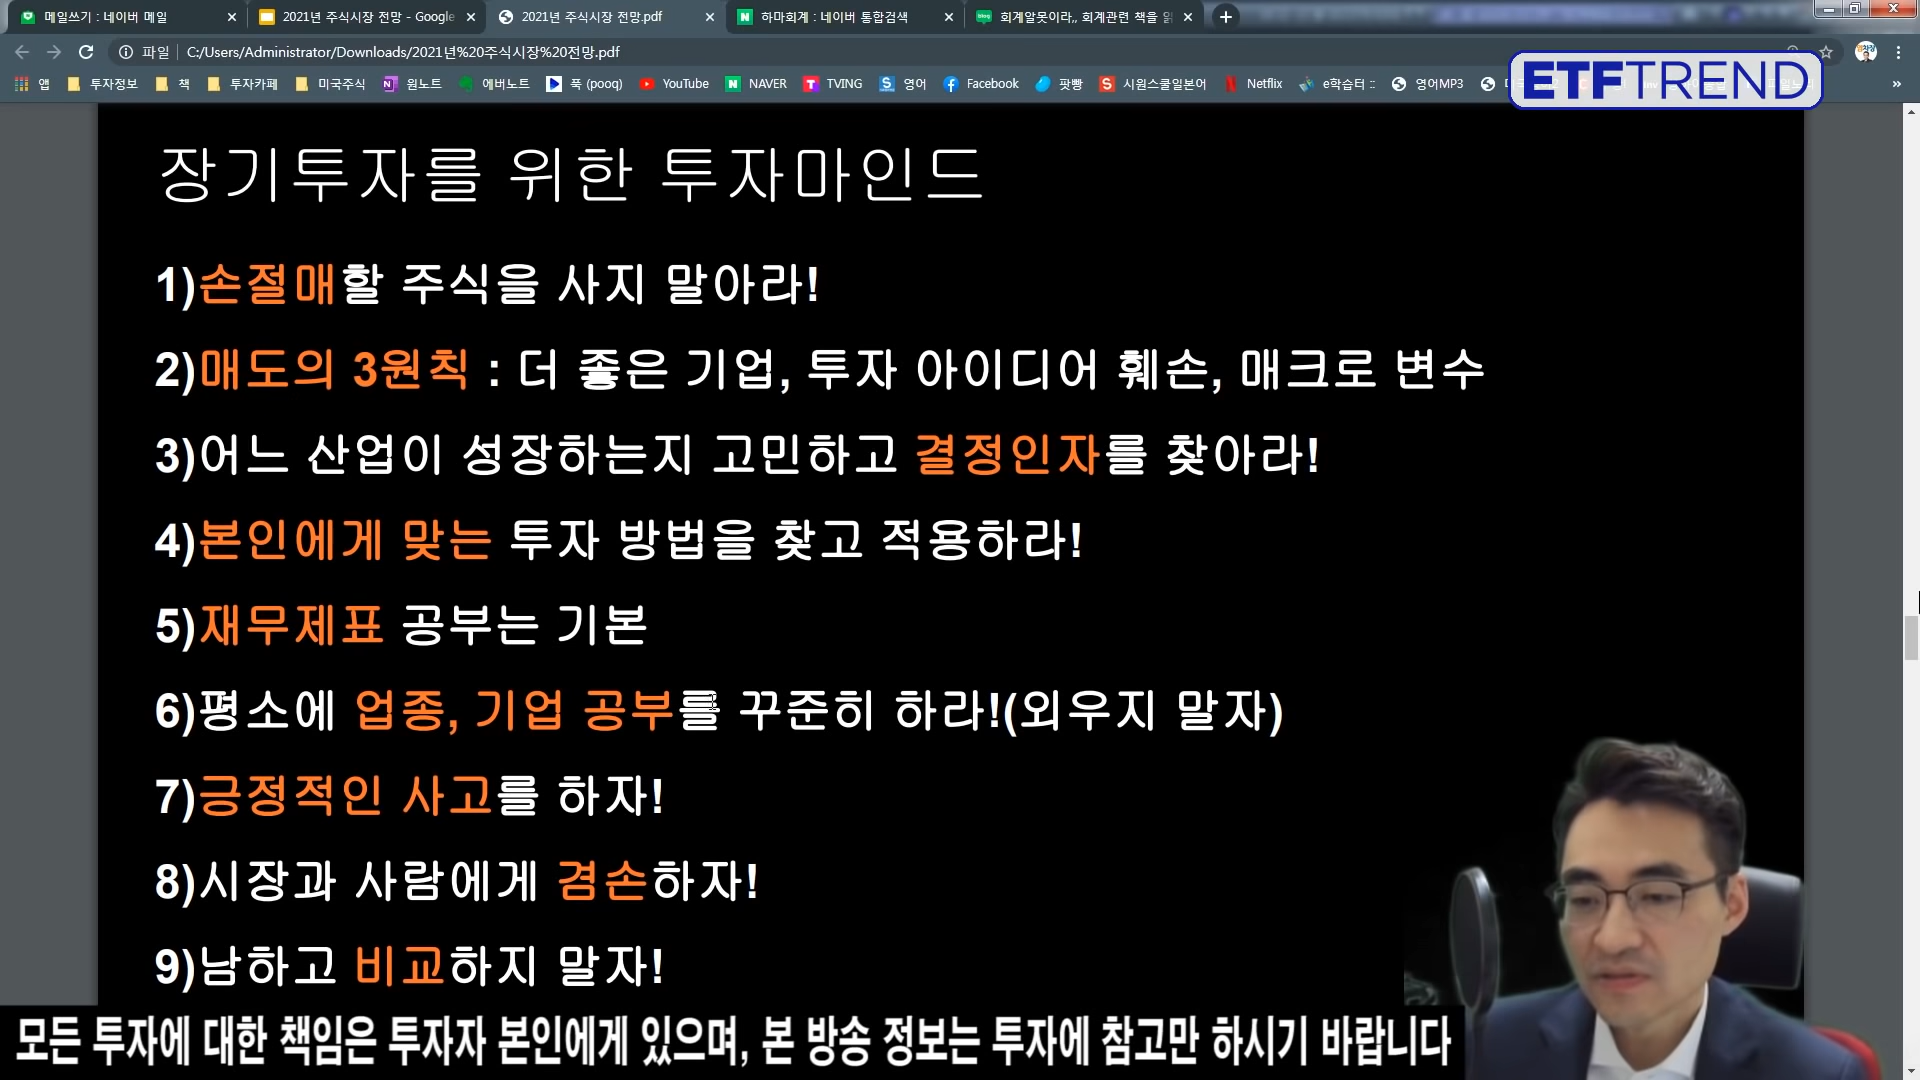 메일쓰기 : 네이버 메일
2021년 주식시장 전망 - Google
2021년 주식시장 전망.pdf
하마회계 : 네이버 통합검색
회계알못이라,, 회계관련 책을 읽
파일 C:/Users/Administrator/Downloads/2021년%20주식시장%20전망.pdf
앱 투자정보 책 투자카페 미국주식 원노트 에버노트 푹 (pooq) YouTube NAVER TVING 영어 Facebook 팟빵 시원스쿨일본어 Netflix e학습터 :: 영어MP3
ETFTREND
장기투자를 위한 투자마인드
1)손절매할 주식을 사지 말아라!
2)매도의 3원칙 : 더 좋은 기업, 투자 아이디어 훼손, 매크로 변수
3)어느 산업이 성장하는지 고민하고 결정인자를 찾아라!
4)본인에게 맞는 투자 방법을 찾고 적용하라!
5)재무제표 공부는 기본
6)평소에 업종, 기업 공부를 꾸준히 하라!(외우지 말자)
7)긍정적인 사고를 하자!
8)시장과 사람에게 겸손하자!
9)남하고 비교하지 말자!
모든 투자에 대한 책임은 투자자 본인에게 있으며, 본 방송 정보는 투자에 참고만 하시기 바랍니다